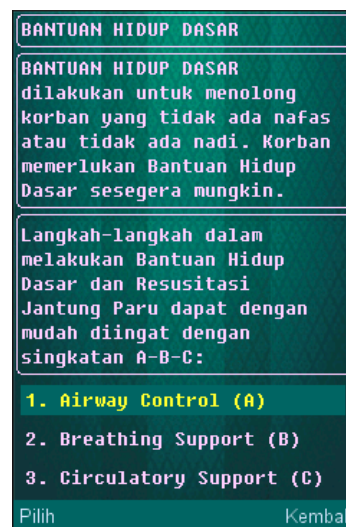 BANTUAN HIDUP DASAR
BANTUAN HIDUP DASAR
dilakukan untuk menolong
korban yang tidak ada nafas
atau tidak ada nadi. Korban
memerlukan Bantuan Hidup
Dasar sesegera mungkin.
Langkah-langkah dalam
melakukan Bantuan Hidup
Dasar dan Resusitasi
Jantung Paru dapat dengan
mudah diingat dengan
singkatan A-B-C:
1. Airway Control (A)
2. Breathing Support (B)
3. Circulatory Support (C)
Pilih Kembal